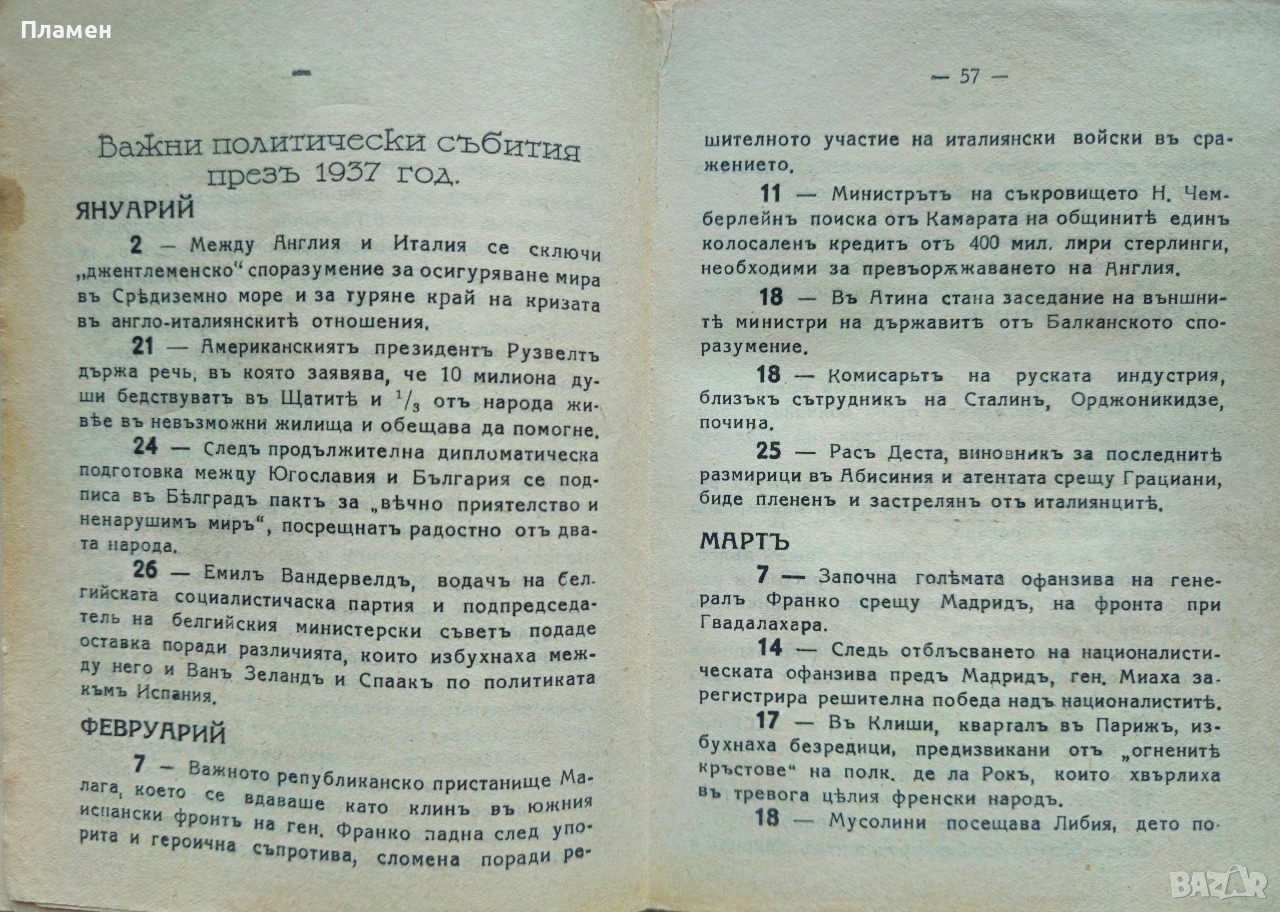 Пламен
Важни политически събития
презъ 1937 год.
ЯНУАРИЙ
2 — Между Англия и Италия се сключи
„джентлеменско“ споразумение за осигуряване мира
въ Срѣдиземно море и за туряне край на кризата
въ англо-италиянскитѣ отношения.
21 — Американскиятъ президентъ Рузвелтъ
държа речь, въ която заявява, че 10 милиона ду-
ши бедствуватъ въ Щатитѣ и 1/3 отъ народа жи-
вѣе въ невъзможни жилища и обещава да помогне.
24 — Следъ продължителна дипломатическа
подготовка межцу Югославия и България се под-
писа въ Бѣлградъ пактъ за „вѣчно приятелство и
ненарушимъ миръ“, посрещнатъ радостно отъ два-
та народа.
26 — Емилъ Вандервелдъ, водачъ на бел-
гийската социалистичаска партия и подпредседа-
тель на белгийския министерски съветъ подаде
оставка поради различията, които избухнаха меж-
ду него и Ванъ Зеландъ и Спаакъ по политиката
къмъ Испания.
ФЕВРУАРИЙ
7 — Важното републиканско пристанище Ма-
лага, което се вдаваше като клинъ въ южния
испански фронтъ на ген. Франко падна след упо-
рита и героична съпротива, сломена поради ре-
— 57 —
шителното участие на италиянски войски въ сра-
жението.
11 — Министрътъ на съкровището Н. Чем-
берлейнъ поиска отъ Камарата на общинитѣ единъ
колосаленъ кредитъ отъ 400 мил. лири стерлинги,
необходими за превъорѫжаването на Англия.
18 — Въ Атина стана заседание на външни-
тѣ министри на държавитѣ отъ Балканското спо-
разумение.
18 — Комисарьтъ на руската индустрия,
близъкъ сътрудникъ на Сталинъ, Орджоникидзе,
почина.
25 — Расъ Деста, виновникъ за последнитѣ
размирици въ Абисиния и атентата срещу Грациани,
биде плененъ и застрелянъ отъ италиянцитѣ.
МАРТЪ
7 — Започна голѣмата офанзива на гене-
ралъ Франко срещу Мадридъ, на фронта при
Гвадалахара.
14 — Следъ отблъсването на националисти-
ческата офанзива предъ Мадридъ, ген. Миаха за-
регистрира решителна победа надъ националиститѣ.
17 — Въ Клиши, кварталъ въ Парижъ, из-
бухнаха безредици, предизвикани отъ „огненитѣ
кръстове“ на полк. де ла Рокъ, които хвърлиха
въ тревога цѣлия френски народъ.
18 — Мусолини посещава Либия, дето по-
BAZAR